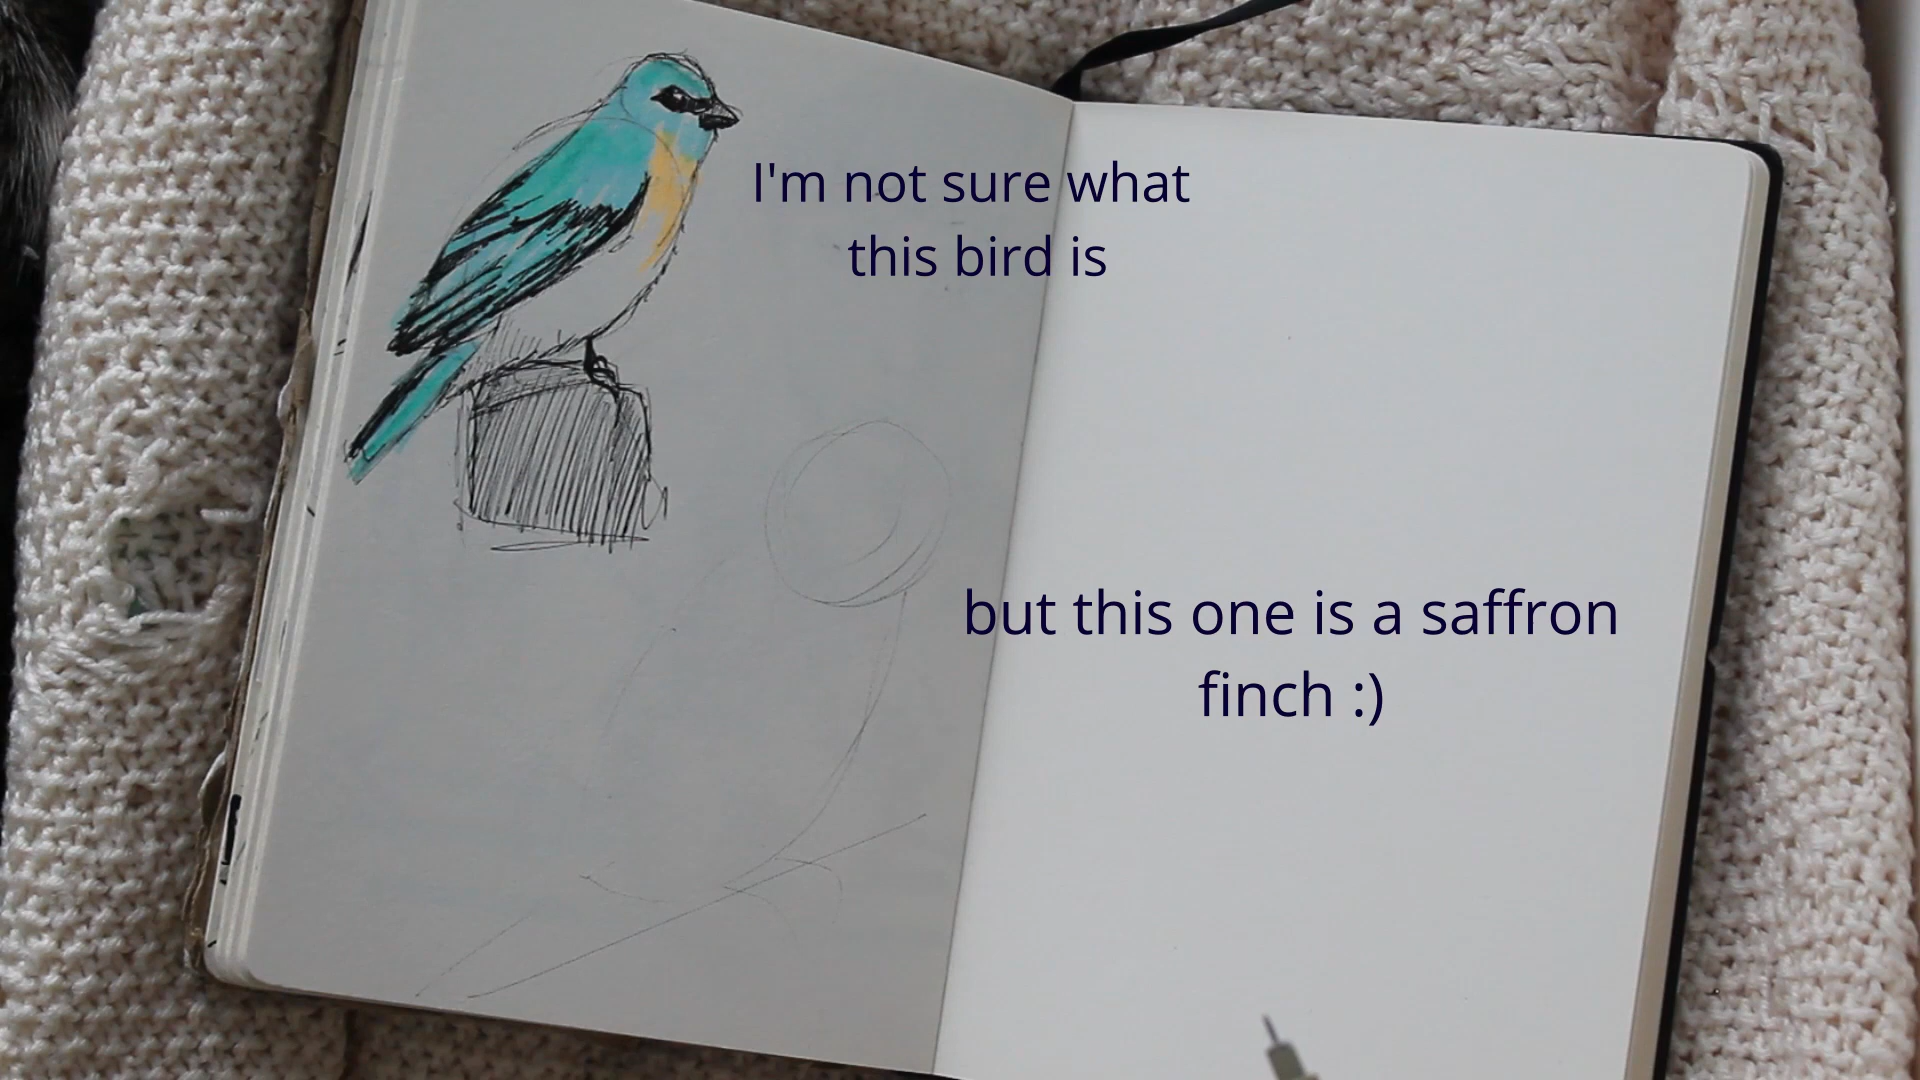 I'm not sure what
this bird is
but this one is a saffron
finch :)